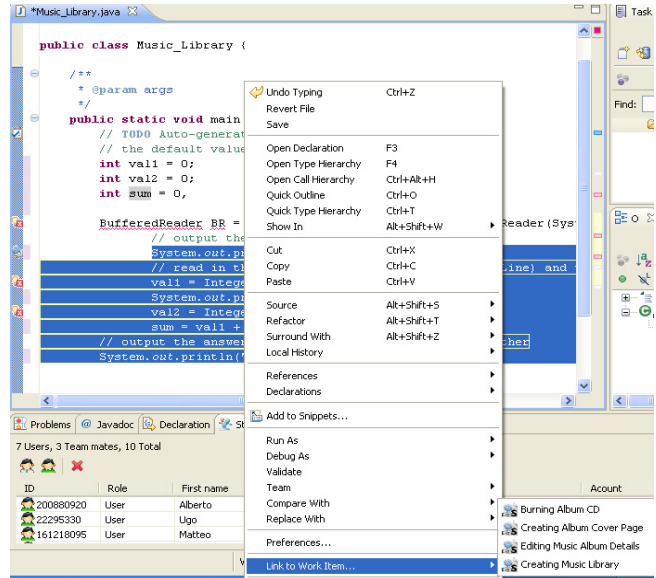 *Music_Library.java
Task
public class Music_Library {
/**
* @param args
*/
public static void main
// TODO Auto-generat
// the default value
int val1 = 0;
int val2 = 0;
int sum = 0,
BufferedReader BR =
Reader(Sys
// output the
System.out.pr
// read in th
Line) and
val1 = Intege
System.out.p
val2 = Intege
sum = val1 +
// output the answe
ther
System.out.println("
Find:
Undo Typing Ctrl+Z
Revert File
Save
Open Declaration F3
Open Type Hierarchy F4
Open Call Hierarchy Ctrl+Alt+H
Quick Outline Ctrl+O
Quick Type Hierarchy Ctrl+T
Show In Alt+Shift+W
Cut Ctrl+X
Copy Ctrl+C
Paste Ctrl+V
Source Alt+Shift+S
Refactor Alt+Shift+T
Surround With Alt+Shift+Z
Local History
References
Declarations
Add to Snippets...
Run As
Debug As
Validate
Team
Compare With
Replace With
Preferences...
Link to Work Item...
Burning Album CD
Creating Album Cover Page
Editing Music Album Details
Creating Music Library
Problems @ Javadoc Declaration
7 Users, 3 Team mates, 10 Total
ID Role First name Acount
200880920 User Alberto
22295330 User Ugo
161218095 User Matteo